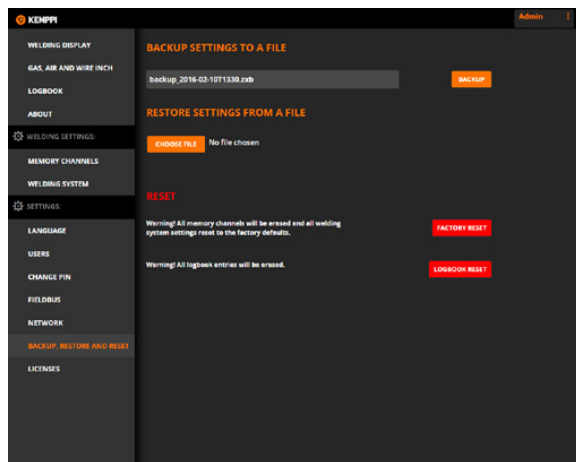 KEMPPI
Admin
WELDING DISPLAY
GAS, AIR AND WIRE INCH
LOGBOOK
ABOUT
WELDING SETTINGS:
MEMORY CHANNELS
WELDING SYSTEM
SETTINGS:
LANGUAGE
USERS
CHANGE PIN
FIELDBUS
NETWORK
BACKUP, RESTORE AND RESET
LICENSES
BACKUP SETTINGS TO A FILE
backup_2016-02-10T1330.zxb
BACKUP
RESTORE SETTINGS FROM A FILE
CHOOSE FILE No file chosen
RESET
Warning! All memory channels will be erased and all welding
system settings reset to the factory defaults.
FACTORY RESET
Warning! All logbook entries will be erased.
LOGBOOK RESET